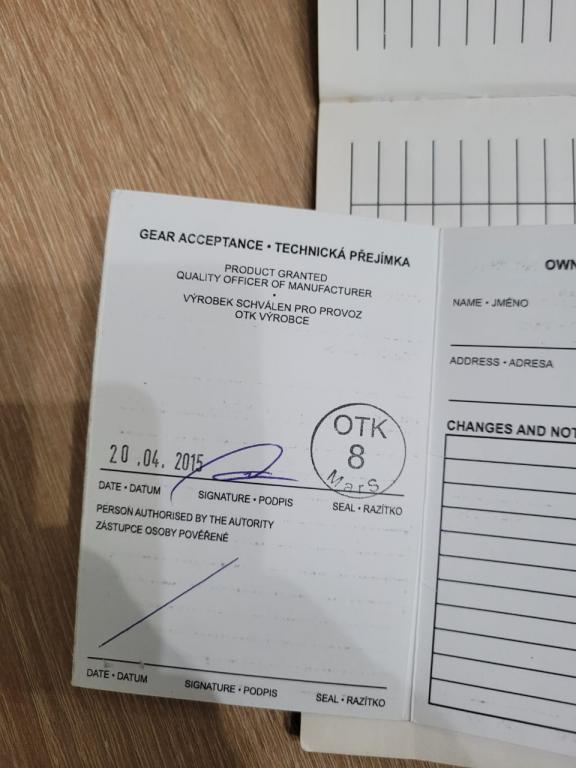 GEAR ACCEPTANCE • TECHNICKÁ PŘEJÍMKA
PRODUCT GRANTED
QUALITY OFFICER OF MANUFACTURER
•
VÝROBEK SCHVÁLEN PRO PROVOZ
OTK VÝROBCE
OTK
8
MarS
20.04.2015
DATE • DATUM
SIGNATURE • PODPIS
SEAL • RAZÍTKO
PERSON AUTHORISED BY THE AUTORITY
ZÁSTUPCE OSOBY POVĚŘENÉ
DATE • DATUM
SIGNATURE • PODPIS
SEAL • RAZÍTKO
NAME • JMÉNO
ADDRESS • ADRESA
CHANGES AND